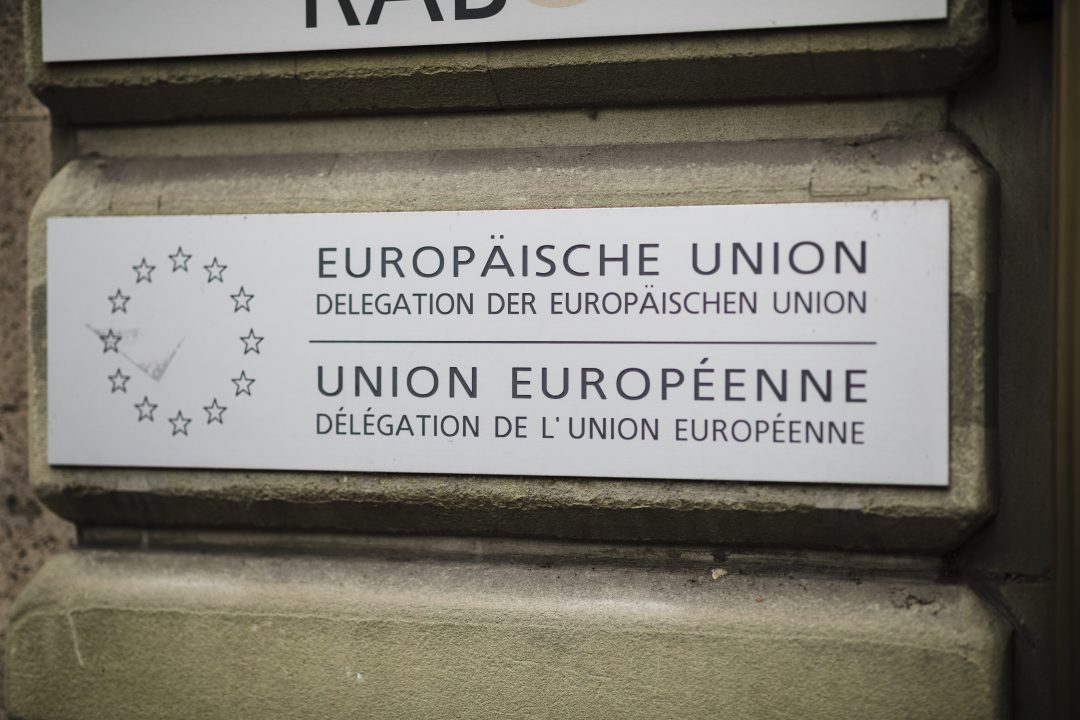 EUROPÄISCHE UNION
DELEGATION DER EUROPÄISCHEN UNION
UNION EUROPÉENNE
DÉLÉGATION DE L'UNION EUROPÉENNE